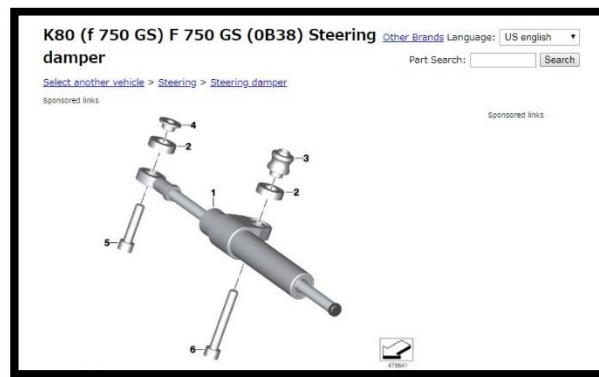 K80 (f 750 GS) F 750 GS (0B38) Steering
damper
Other Brands Language: US english
Part Search: Search
Select another vehicle > Steering > Steering damper
Sponsored links
Sponsored links
4
2
3
2
1
5
6
478641